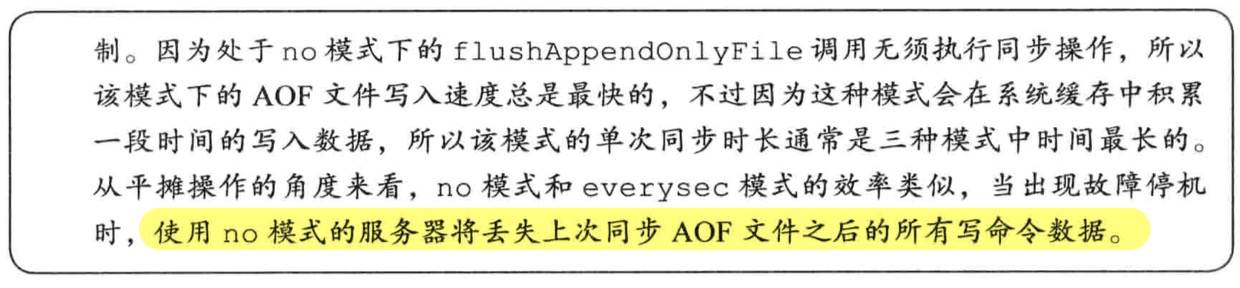 制。因为处于 no 模式下的 flushAppendOnlyFile 调用无须执行同步操作，所以
该模式下的 AOF 文件写入速度总是最快的，不过因为这种模式会在系统缓存中积累
一段时间的写入数据，所以该模式的单次同步时长通常是三种模式中时间最长的。
从平摊操作的角度来看，no 模式和 everysec 模式的效率类似，当出现故障停机
时，使用 no 模式的服务器将丢失上次同步 AOF 文件之后的所有写命令数据。